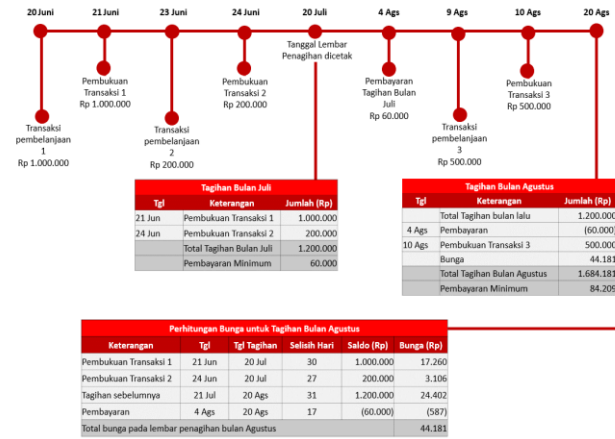 20 Juni 21 Juni 23 Juni 24 Juni 20 Juli 4 Ags 9 Ags 10 Ags 20 Ags
Tanggal Lembar
Penagihan dicetak
Pembukuan
Transaksi 1
Rp 1.000.000
Pembukuan
Transaksi 2
Rp 200.000
Pembayaran
Tagihan Bulan
Juli
Rp 60.000
Pembukuan
Transaksi 3
Rp 500.000
Transaksi
pembelanjaan
1
Rp 1.000.000
Transaksi
pembelanjaan
2
Rp 200.000
Transaksi
pembelanjaan
3
Rp 500.000
Tagihan Bulan Juli
Tgl Keterangan Jumlah (Rp)
21 Jun Pembukuan Transaksi 1 1.000.000
24 Jun Pembukuan Transaksi 2 200.000
Total Tagihan Bulan Juli 1.200.000
Pembayaran Minimum 60.000
Tagihan Bulan Agustus
Tgl Keterangan Jumlah (Rp)
Total Tagihan bulan lalu 1.200.000
4 Ags Pembayaran (60.000)
10 Ags Pembukuan Transaksi 3 500.000
Bunga 44.181
Total Tagihan Bulan Agustus 1.684.181
Pembayaran Minimum 84.209
Perhitungan Bunga untuk Tagihan Bulan Agustus
Keterangan Tgl Tgl Tagihan Selisih Hari Saldo (Rp) Bunga (Rp)
Pembukuan Transaksi 1 21 Jun 20 Jul 30 1.000.000 17.260
Pembukuan Transaksi 2 24 Jun 20 Jul 27 200.000 3.106
Tagihan sebelumnya 21 Jul 20 Ags 31 1.200.000 24.402
Pembayaran 4 Ags 20 Ags 17 (60.000) (587)
Total bunga pada lembar penagihan bulan Agustus 44.181